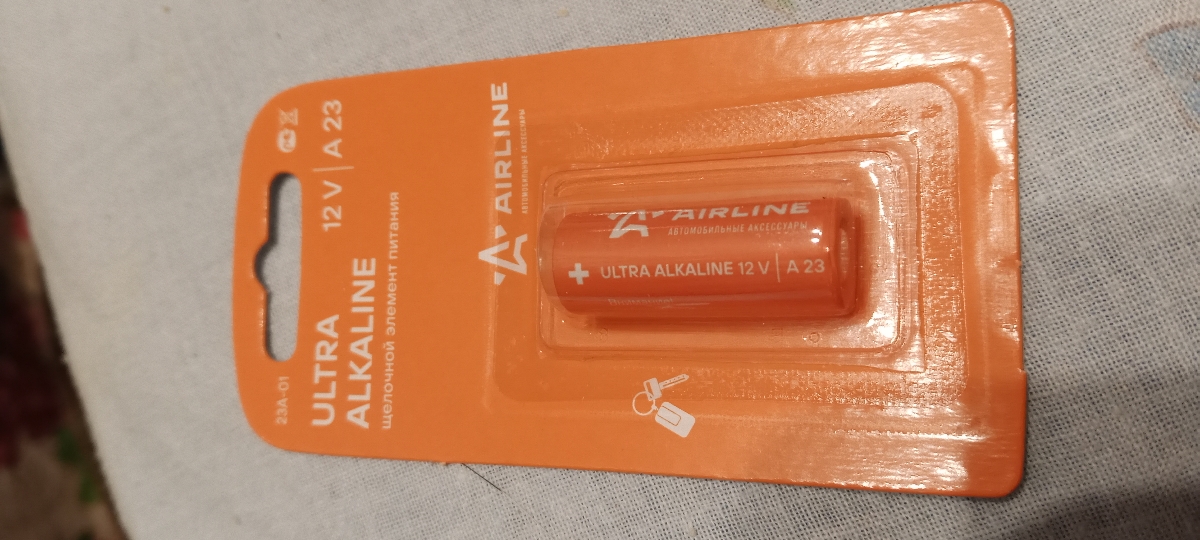 23A-01
ULTRA 12 V | A 23
ALKALINE
щелочной элемент питания
AIRLINE
АВТОМОБИЛЬНЫЕ АКСЕССУАРЫ
AIRLINE
АВТОМОБИЛЬНЫЕ АКСЕССУАРЫ
+ ULTRA ALKALINE 12 V | A 23